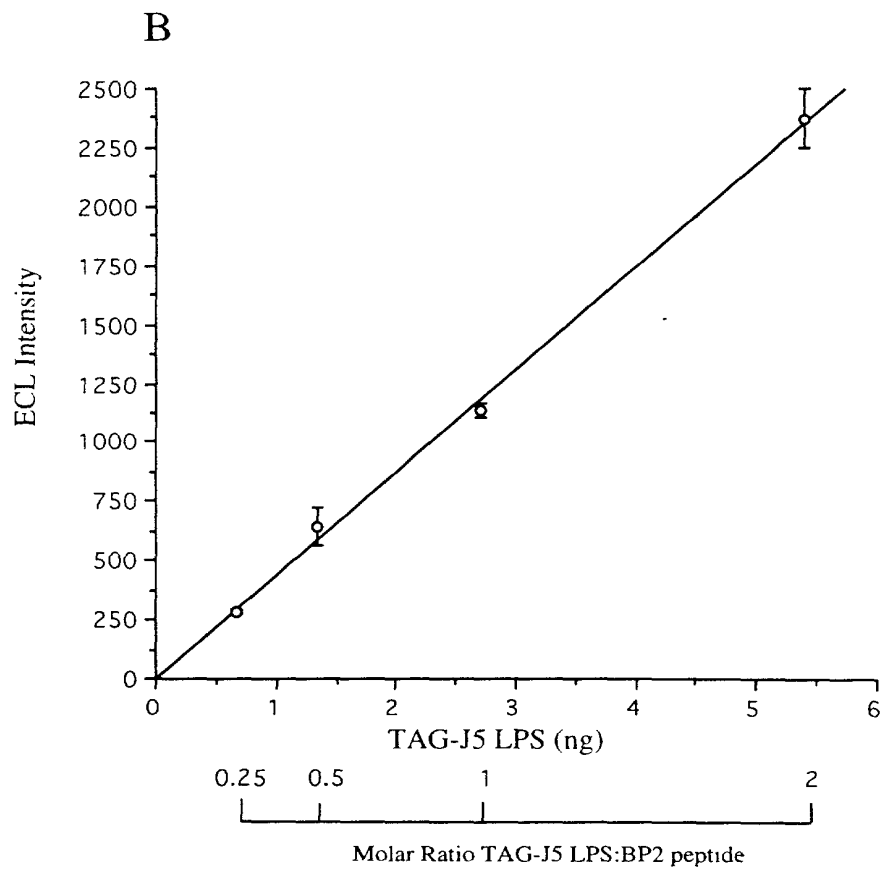 B
2500
2250
2000
1750
1500
1250
1000
750
500
250
0
ECL Intensity
0 1 2 3 4 5 6
TAG-J5 LPS (ng)
0.25 0.5 1 2
Molar Ratio TAG-J5 LPS:BP2 peptide